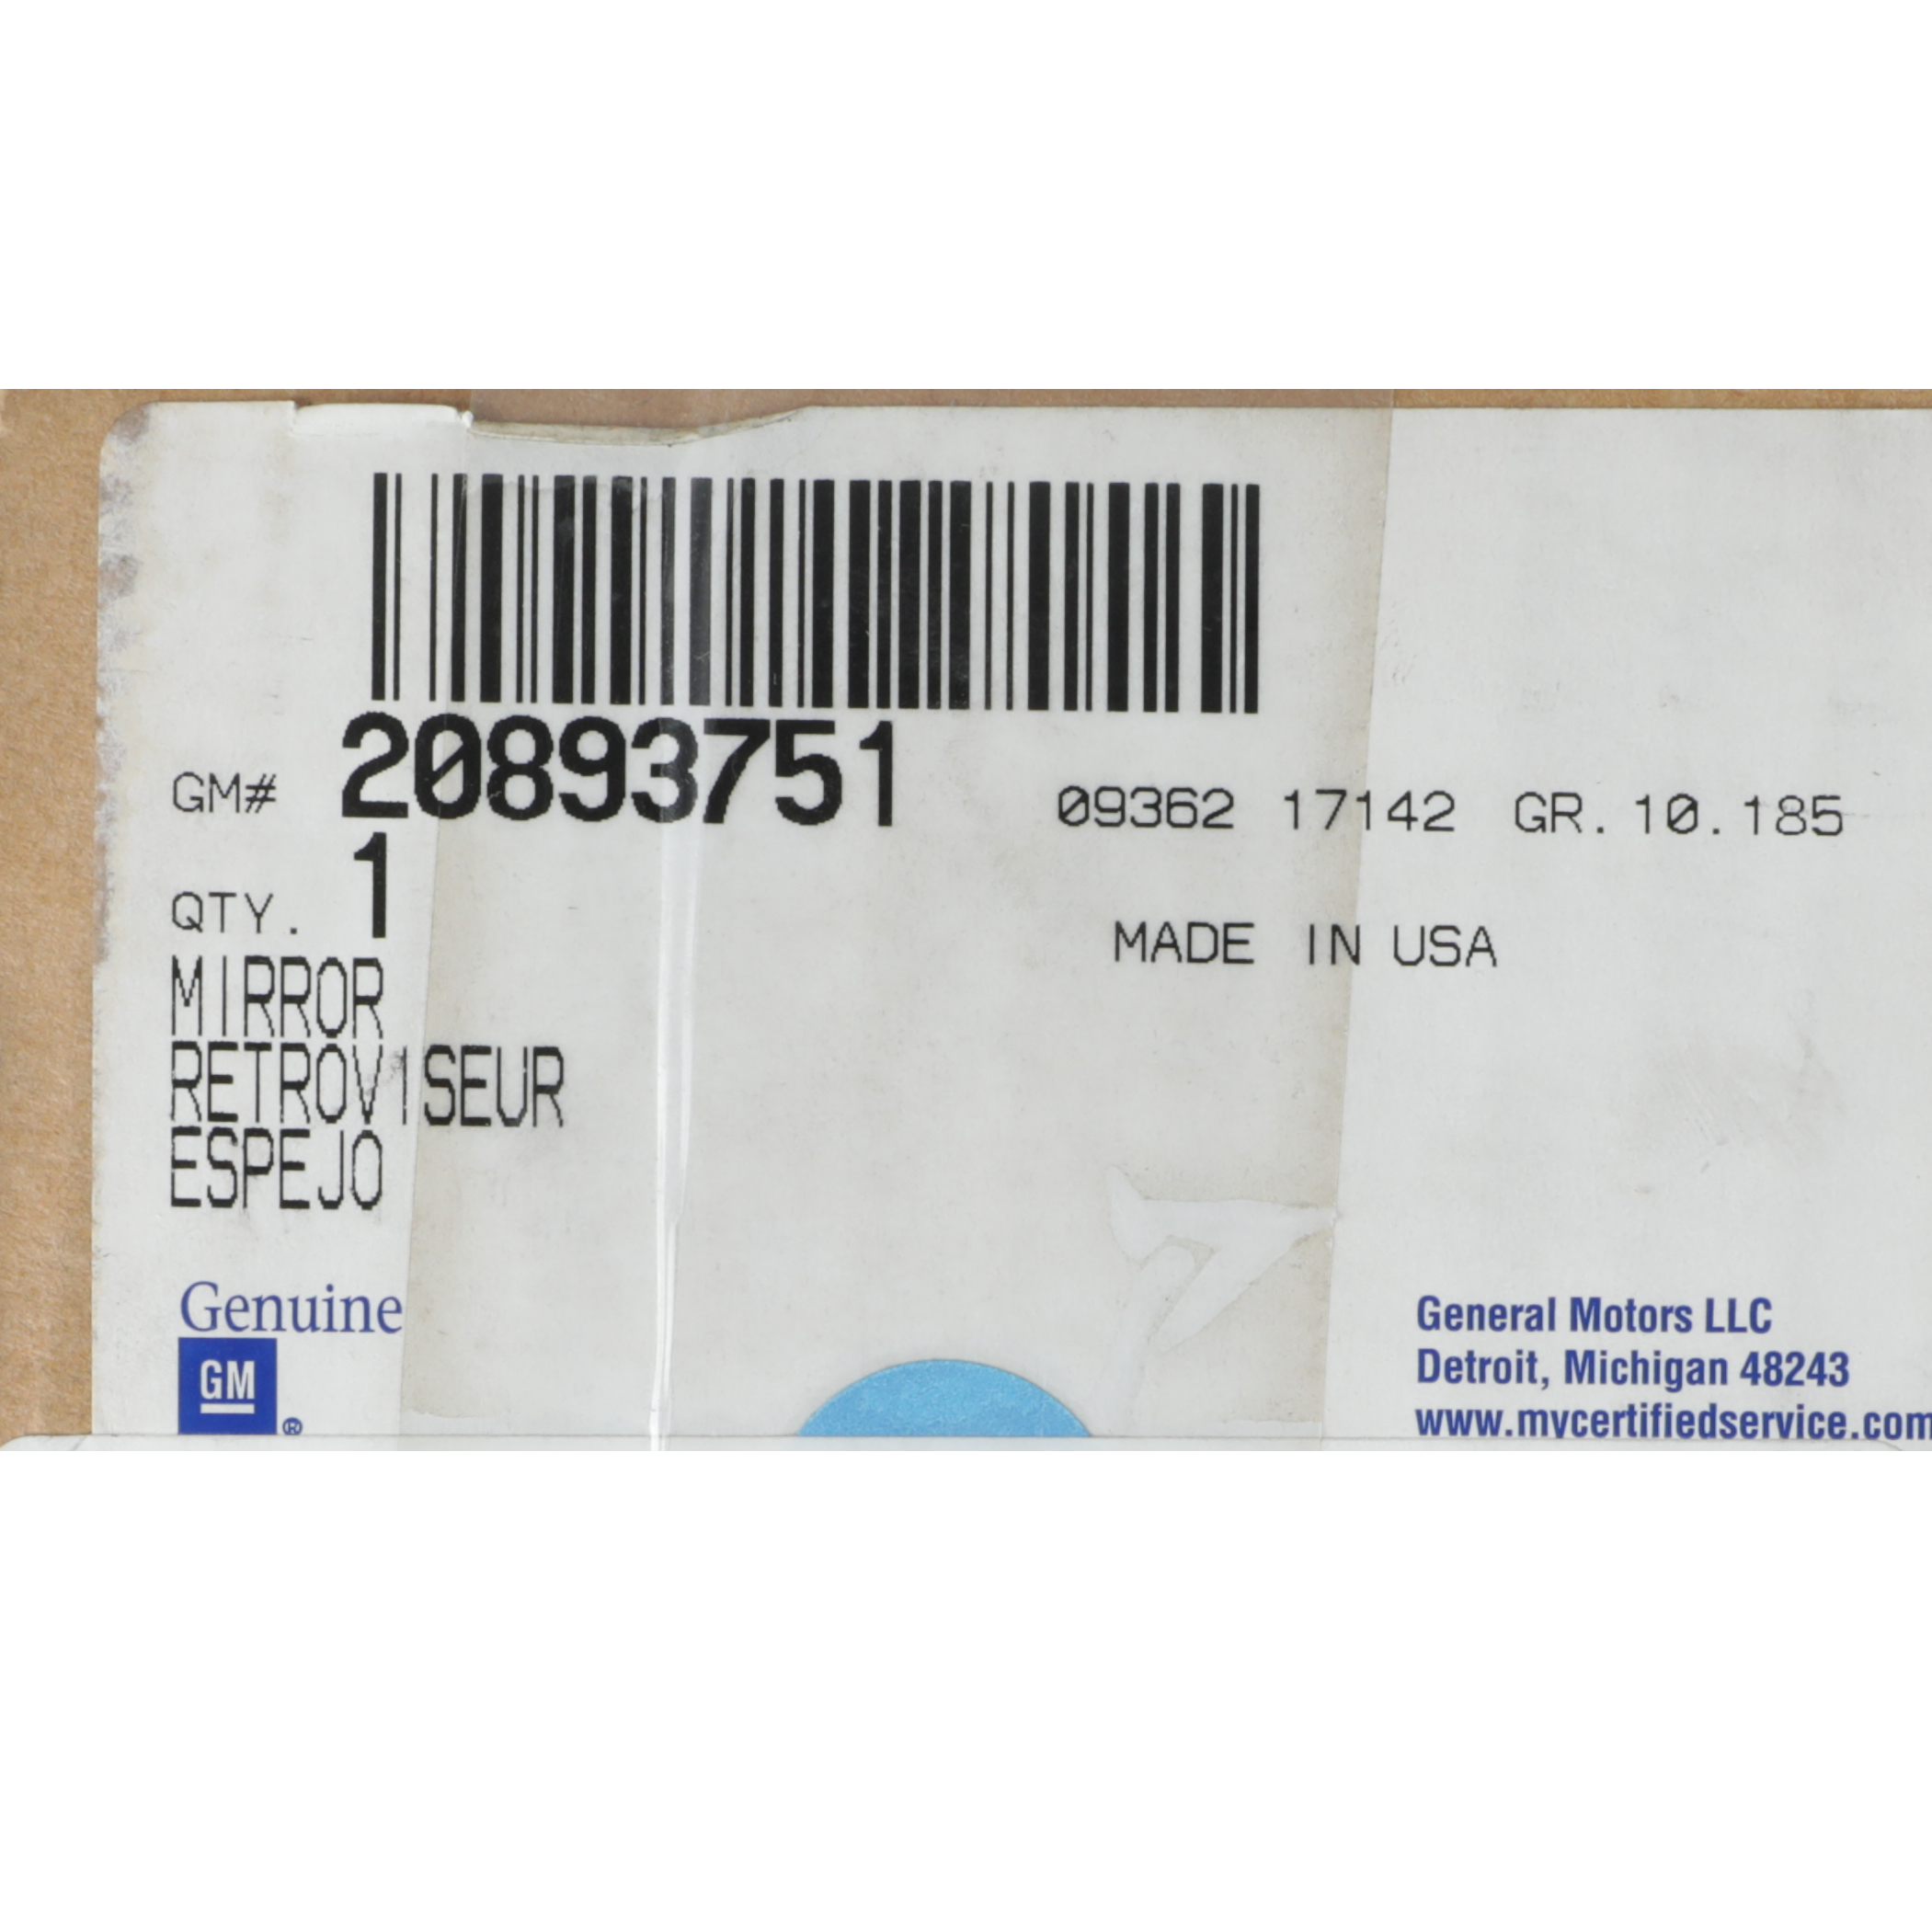 GM# 20893751 09362 17142 GR. 10.185
QTY. 1 MADE IN USA
MIRROR
RETROVISEUR
ESPEJO
Genuine
GM
®
General Motors LLC
Detroit, Michigan 48243
www.mycertifiedservice.com